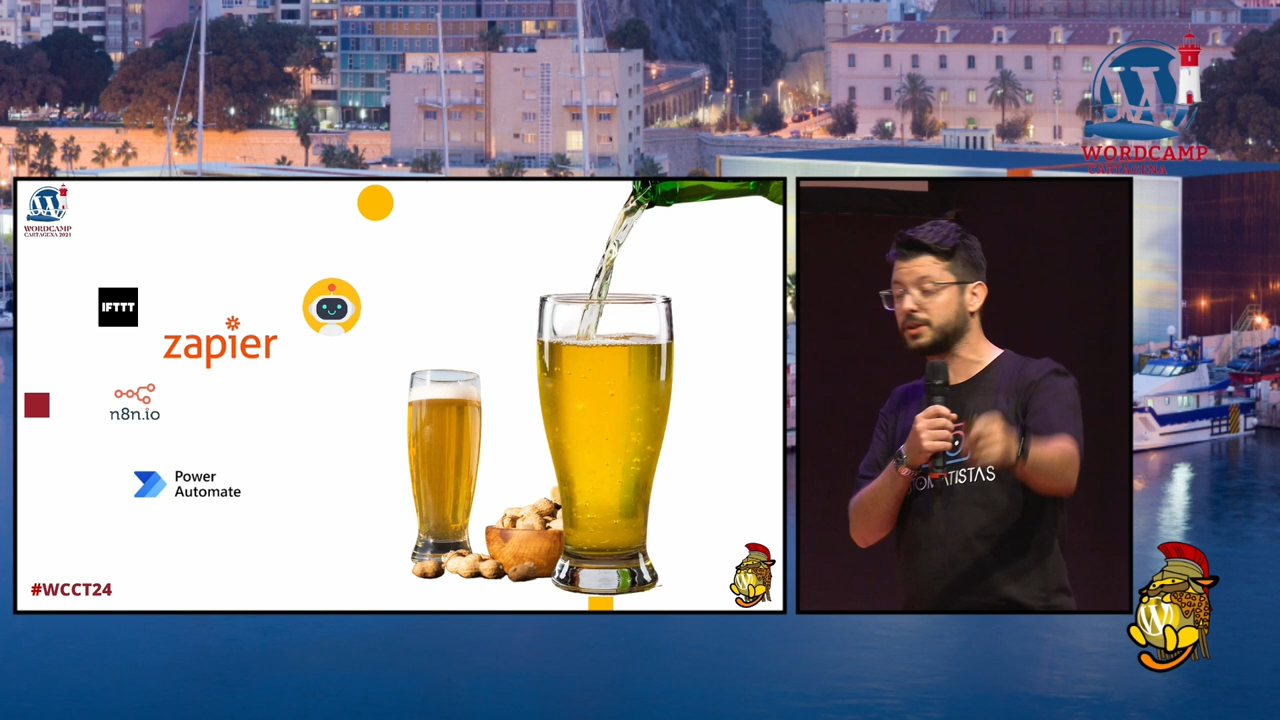 WORDCAMP
CARTAGENA
WORDCAMP
CARTAGENA 2024
IFTTT
zapier
n8n.io
Power
Automate
#WCCT24